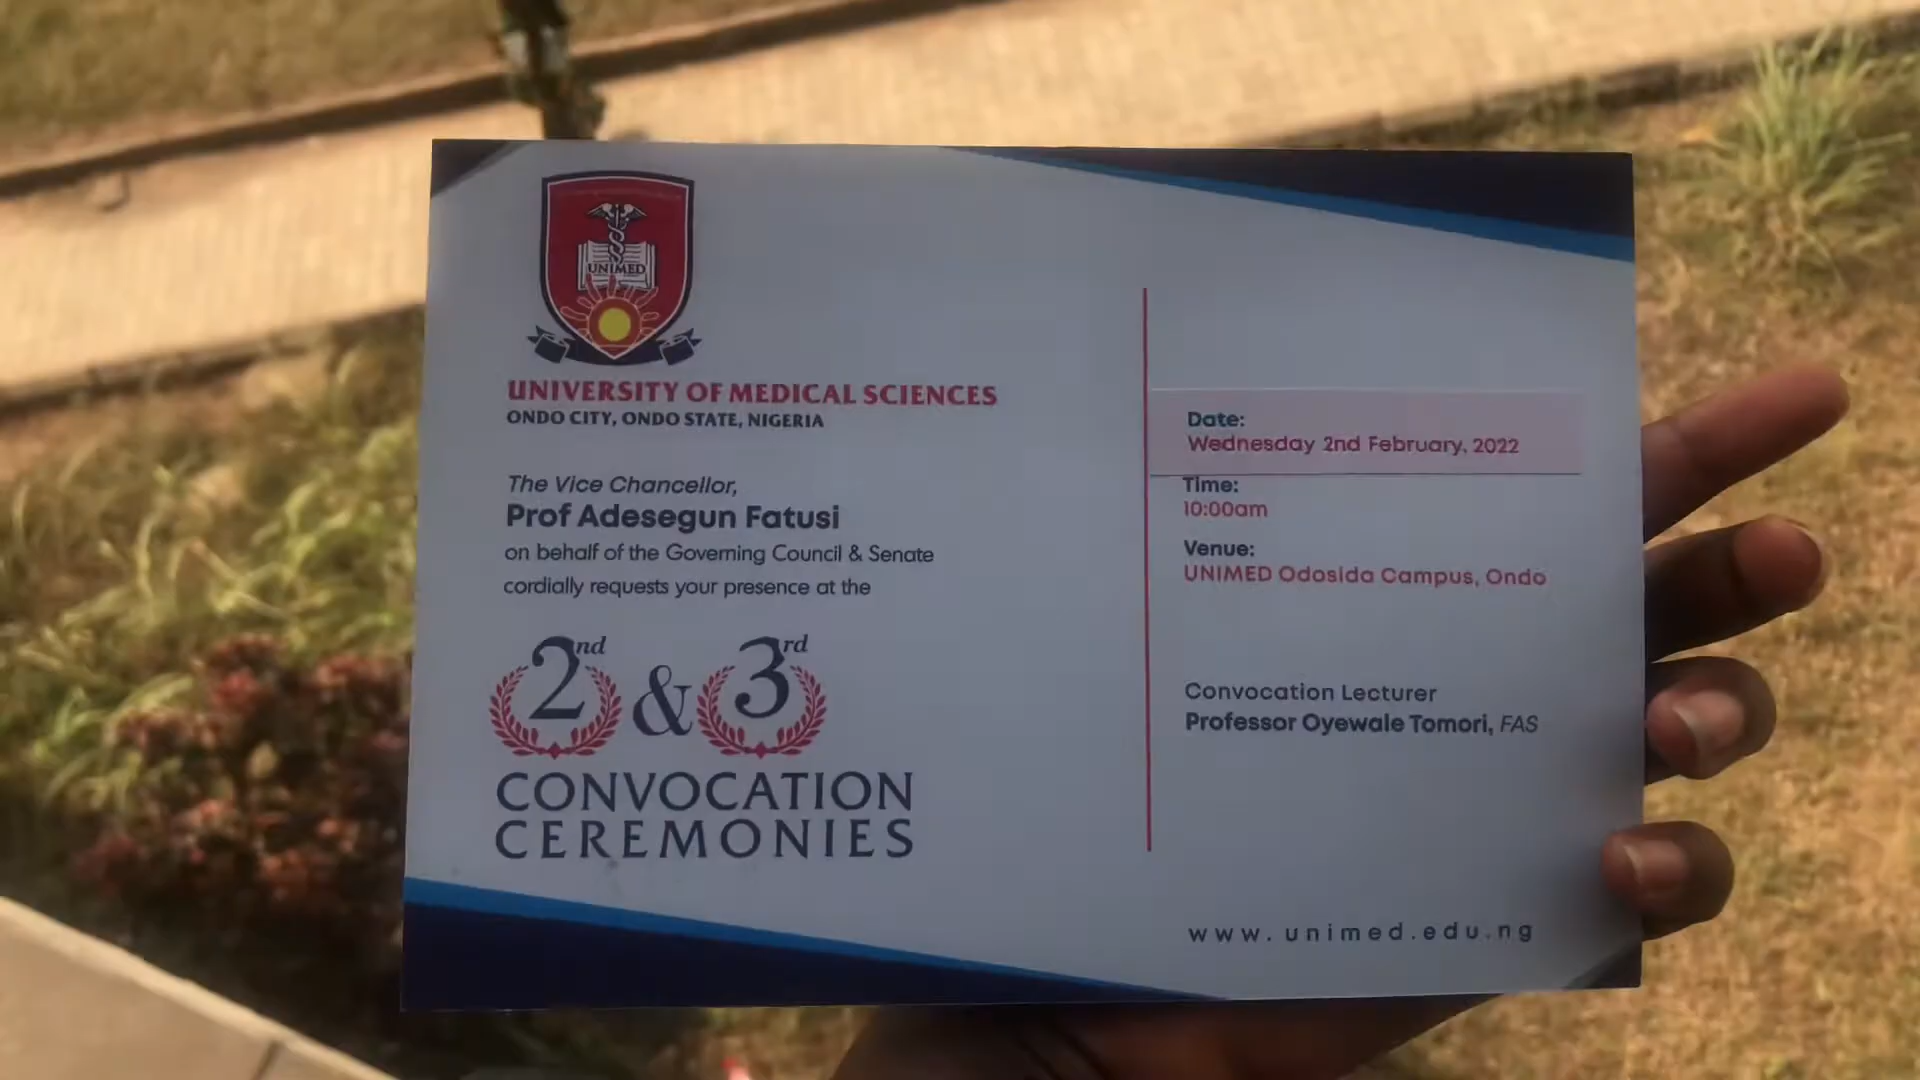 UNIMED
UNIVERSITY OF MEDICAL SCIENCES
ONDO CITY, ONDO STATE, NIGERIA
The Vice Chancellor,
Prof Adesegun Fatusi
on behalf of the Governing Council & Senate
cordially requests your presence at the
2nd & 3rd
CONVOCATION
CEREMONIES
Date:
Wednesday 2nd February, 2022
Time:
10:00am
Venue:
UNIMED Odosida Campus, Ondo
Convocation Lecturer
Professor Oyewale Tomori, FAS
www.unimed.edu.ng